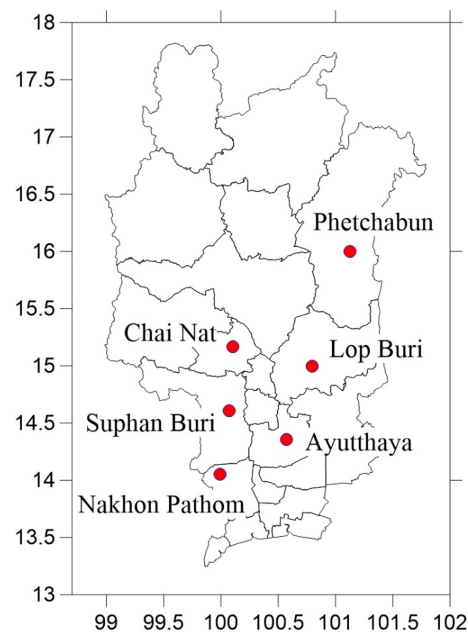 18
17.5
17
16.5
Phetchabun
16
15.5
Chai Nat
Lop Buri
15
14.5
Suphan Buri
Ayutthaya
14
Nakhon Pathom
13.5
13
99 99.5 100 100.5 101 101.5 102